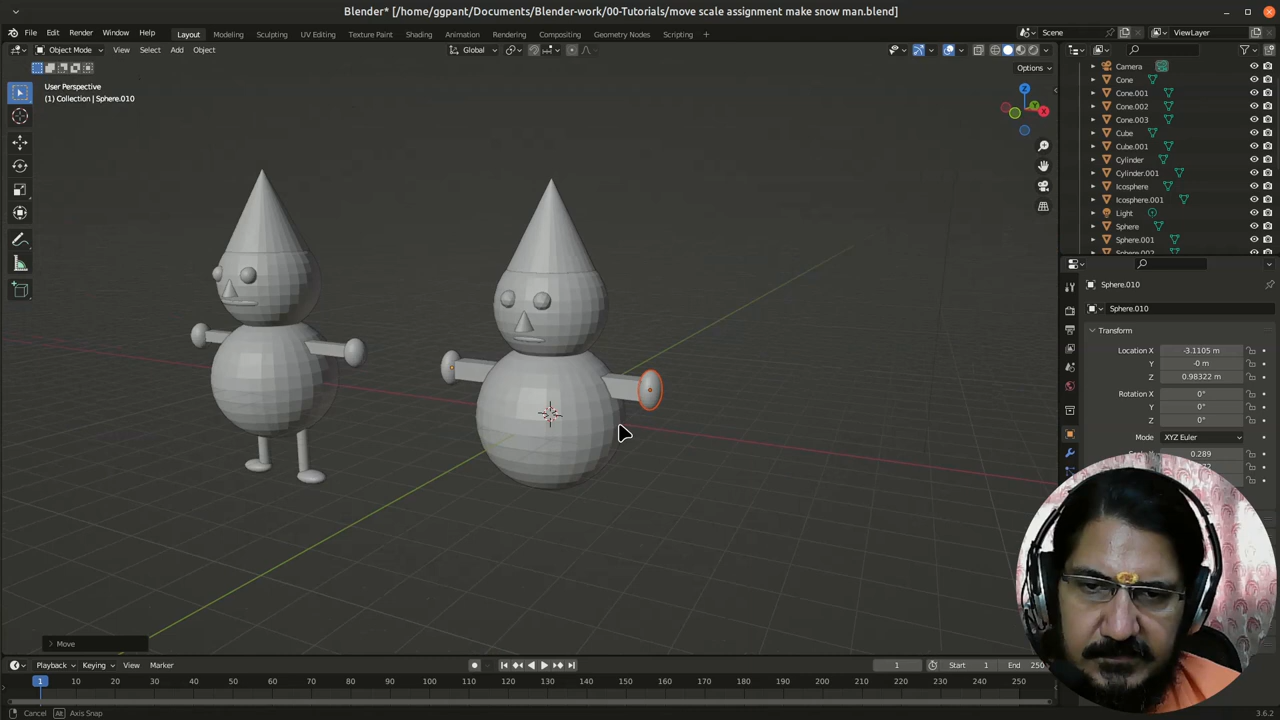 Blender* [/home/ggpant/Documents/Blender-work/00-Tutorials/move scale assignment make snow man.blend]
File Edit Render Window Help Layout Modeling Sculpting UV Editing Texture Paint Shading Animation Rendering Compositing Geometry Nodes Scripting + Scene ViewLayer
Object Mode View Select Add Object Global
Options
User Perspective
(1) Collection | Sphere.010
Z
Y
X
Camera
Cone
Cone.001
Cone.002
Cone.003
Cube
Cube.001
Cylinder
Cylinder.001
Icosphere
Icosphere.001
Light
Sphere
Sphere.001
Sphere.010
Sphere.010
Transform
Location X -3.1105 m
Y -0 m
Z 0.98322 m
Rotation X 0°
Y 0°
Z 0°
Mode XYZ Euler
0.289
Move
Playback Keying View Marker 1 Start 1 End 250
1 10 20 30 40 50 60 70 80 90 100 110 120 130 140 150 160 170 180 190 200 210 220 230 240 250
Cancel Alt Axis Snap 3.6.2